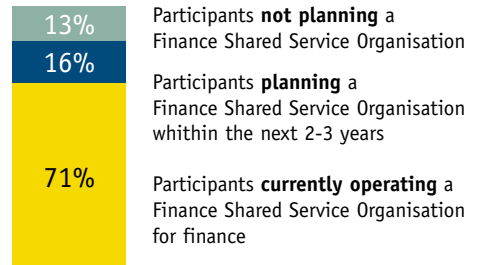 13%
Participants not planning a
Finance Shared Service Organisation
16%
Participants planning a
Finance Shared Service Organisation
whithin the next 2-3 years
71%
Participants currently operating a
Finance Shared Service Organisation
for finance